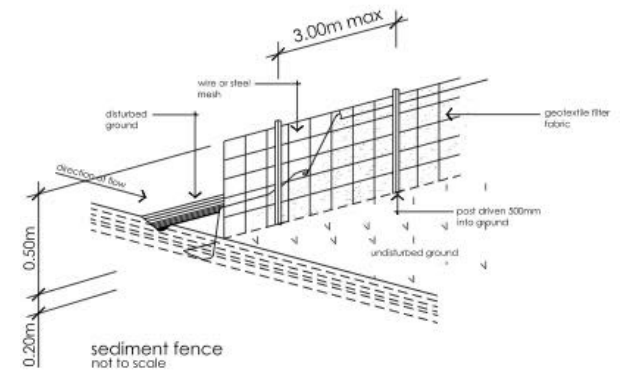 3.00m max
wire or steel
mesh
disturbed
ground
geotextile filter
fabric
direction of flow
post driven 500mm
into ground
undisturbed ground
0.50m
0.20m
sediment fence
not to scale